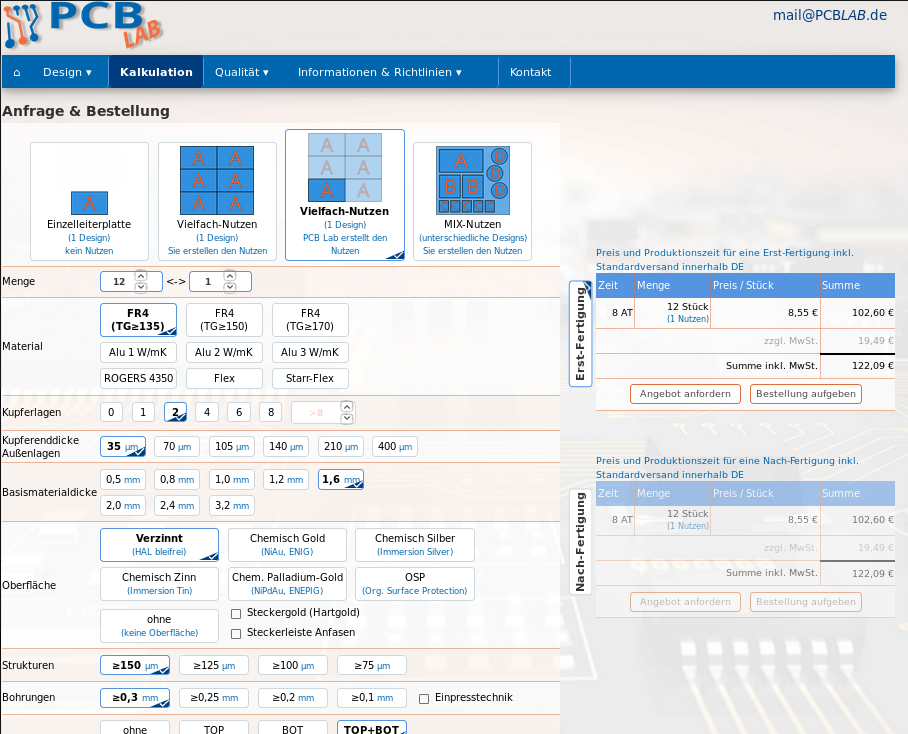 PCB LAB
mail@PCBLAB.de
⌂ Design ▾ Kalkulation Qualität ▾ Informationen & Richtlinien ▾ Kontakt
Anfrage & Bestellung
A
Einzelleiterplatte
(1 Design)
kein Nutzen
A A
A A
A A
Vielfach-Nutzen
(1 Design)
Sie erstellen den Nutzen
A A
A A
A A
Vielfach-Nutzen
(1 Design)
PCB Lab erstellt den
Nutzen
A D
D
B B D
MIX-Nutzen
(unterschiedliche Designs)
Sie erstellen den Nutzen
Menge 12 <-> 1
Material
FR4
(TG≥135)
FR4
(TG≥150)
FR4
(TG≥170)
Alu 1 W/mK Alu 2 W/mK Alu 3 W/mK
ROGERS 4350 Flex Starr-Flex
Kupferlagen 0 1 2 4 6 8 >8
Kupferenddicke
Außenlagen
35 µm 70 µm 105 µm 140 µm 210 µm 400 µm
Basismaterialdicke
0,5 mm 0,8 mm 1,0 mm 1,2 mm 1,6 mm
2,0 mm 2,4 mm 3,2 mm
Oberfläche
Verzinnt
(HAL bleifrei)
Chemisch Gold
(NiAu, ENIG)
Chemisch Silber
(Immersion Silver)
Chemisch Zinn
(Immersion Tin)
Chem. Palladium-Gold
(NiPdAu, ENEPIG)
OSP
(Org. Surface Protection)
ohne
(keine Oberfläche)
Steckergold (Hartgold)
Steckerleiste Anfasen
Strukturen ≥150 µm ≥125 µm ≥100 µm ≥75 µm
Bohrungen ≥0,3 mm ≥0,25 mm ≥0,2 mm ≥0,1 mm Einpresstechnik
ohne TOP BOT TOP+BOT
Erst-Fertigung
Preis und Produktionszeit für eine Erst-Fertigung inkl.
Standardversand innerhalb DE
Zeit Menge Preis / Stück Summe
8 AT 12 Stück 8,55 € 102,60 €
(1 Nutzen)
zzgl. MwSt. 19,49 €
Summe inkl. MwSt. 122,09 €
Angebot anfordern Bestellung aufgeben
Nach-Fertigung
Preis und Produktionszeit für eine Nach-Fertigung inkl.
Standardversand innerhalb DE
Zeit Menge Preis / Stück Summe
8 AT 12 Stück 8,55 € 102,60 €
(1 Nutzen)
zzgl. MwSt. 19,49 €
Summe inkl. MwSt. 122,09 €
Angebot anfordern Bestellung aufgeben